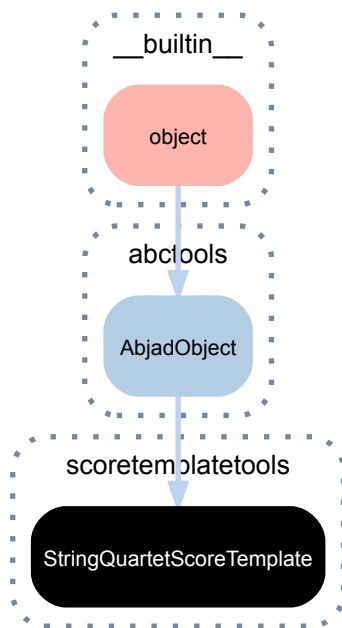 __builtin__
object
abctools
AbjadObject
scoretemplatetools
StringQuartetScoreTemplate